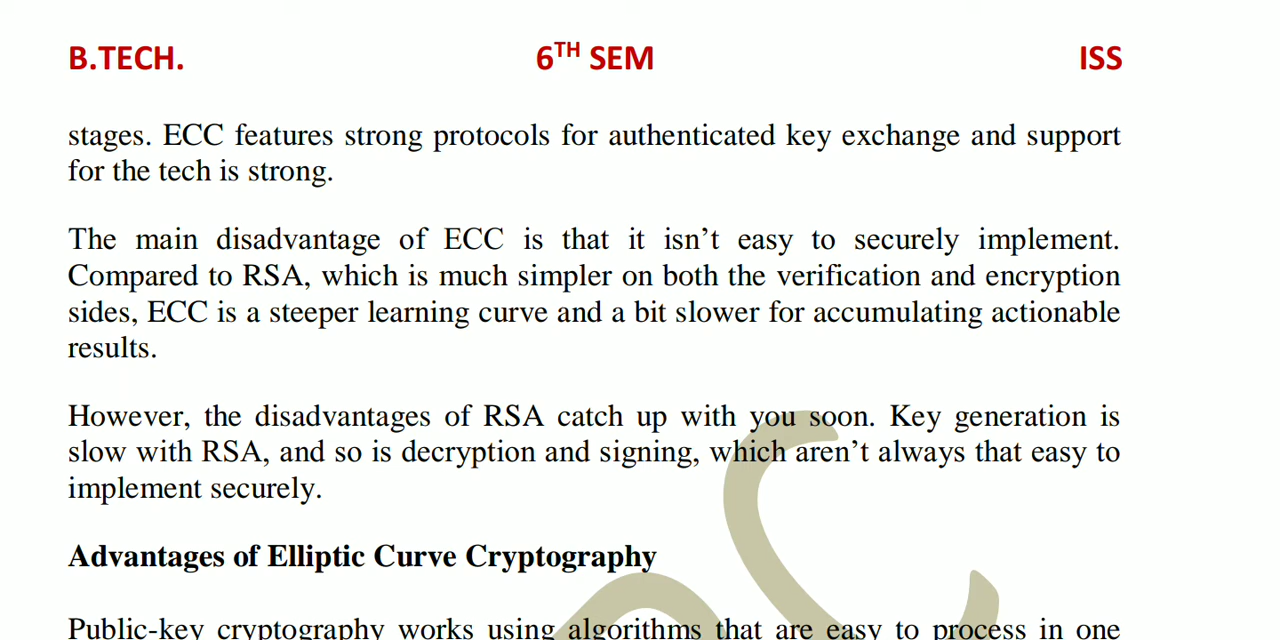 B.TECH. 6TH SEM ISS
stages. ECC features strong protocols for authenticated key exchange and support
for the tech is strong.
The main disadvantage of ECC is that it isn’t easy to securely implement.
Compared to RSA, which is much simpler on both the verification and encryption
sides, ECC is a steeper learning curve and a bit slower for accumulating actionable
results.
However, the disadvantages of RSA catch up with you soon. Key generation is
slow with RSA, and so is decryption and signing, which aren’t always that easy to
implement securely.
Advantages of Elliptic Curve Cryptography
Public-key cryptography works using algorithms that are easy to process in one